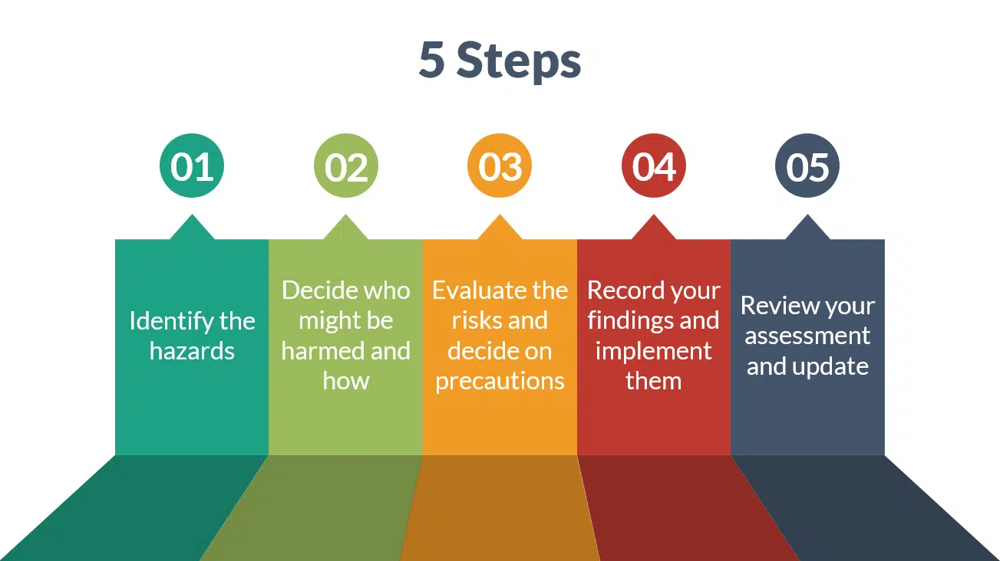 5 Steps
01
02
03
04
05
Identify the
hazards
Decide who
might be
harmed and
how
Evaluate the
risks and
decide on
precautions
Record your
findings and
implement
them
Review your
assessment
and update